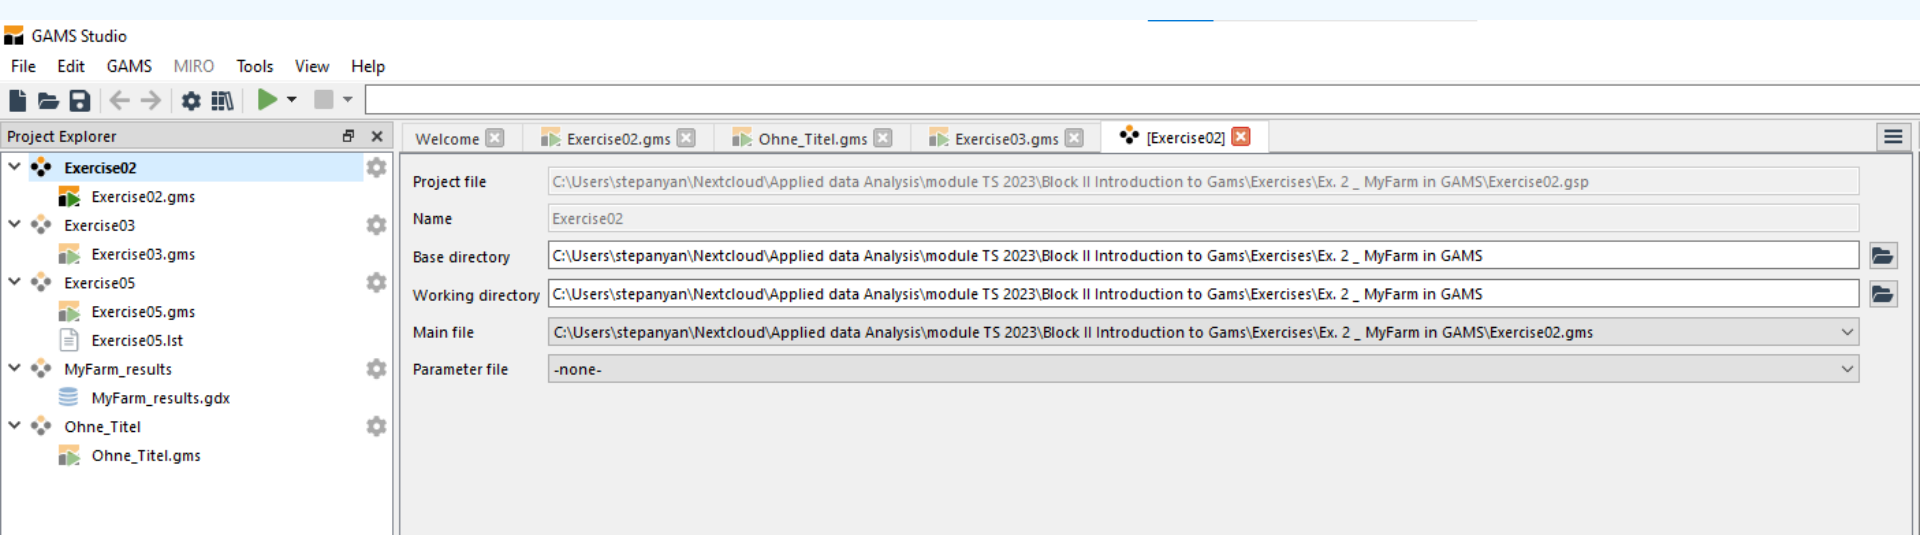 GAMS Studio
File Edit GAMS MIRO Tools View Help
Project Explorer
Exercise02
Exercise02.gms
Exercise03
Exercise03.gms
Exercise05
Exercise05.gms
Exercise05.lst
MyFarm_results
MyFarm_results.gdx
Ohne_Titel
Ohne_Titel.gms
Welcome Exercise02.gms Ohne_Titel.gms Exercise03.gms [Exercise02]
Project file C:\Users\stepanyan\Nextcloud\Applied data Analysis\module TS 2023\Block II Introduction to Gams\Exercises\Ex. 2 _ MyFarm in GAMS\Exercise02.gsp
Name Exercise02
Base directory C:\Users\stepanyan\Nextcloud\Applied data Analysis\module TS 2023\Block II Introduction to Gams\Exercises\Ex. 2 _ MyFarm in GAMS
Working directory C:\Users\stepanyan\Nextcloud\Applied data Analysis\module TS 2023\Block II Introduction to Gams\Exercises\Ex. 2 _ MyFarm in GAMS
Main file C:\Users\stepanyan\Nextcloud\Applied data Analysis\module TS 2023\Block II Introduction to Gams\Exercises\Ex. 2 _ MyFarm in GAMS\Exercise02.gms
Parameter file -none-